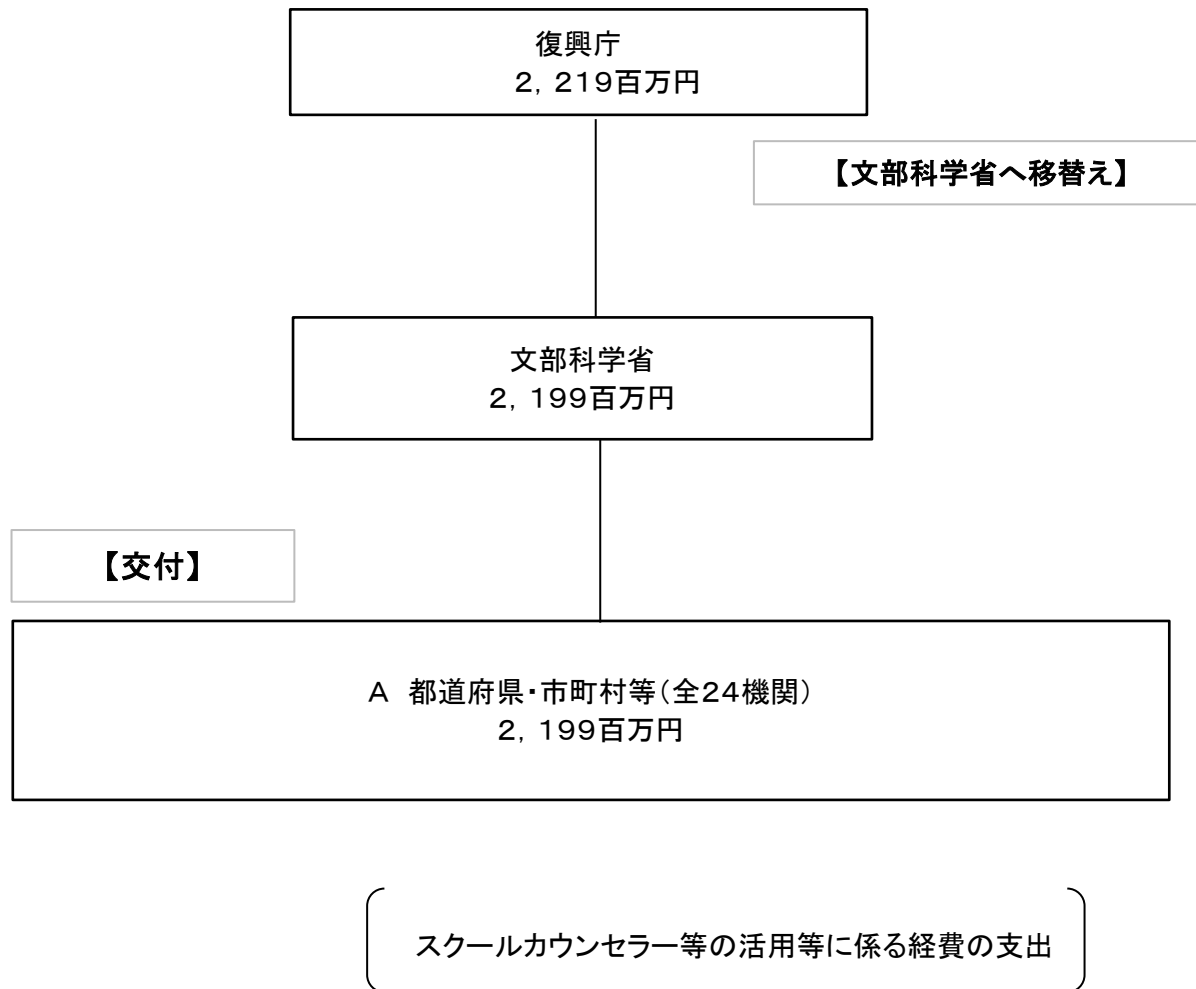 復興庁
２，２１９百万円
【文部科学省へ移替え】
文部科学省
２，１９９百万円
【交付】
Ａ　都道府県・市町村等（全２４機関）
２，１９９百万円
スクールカウンセラー等の活用等に係る経費の支出